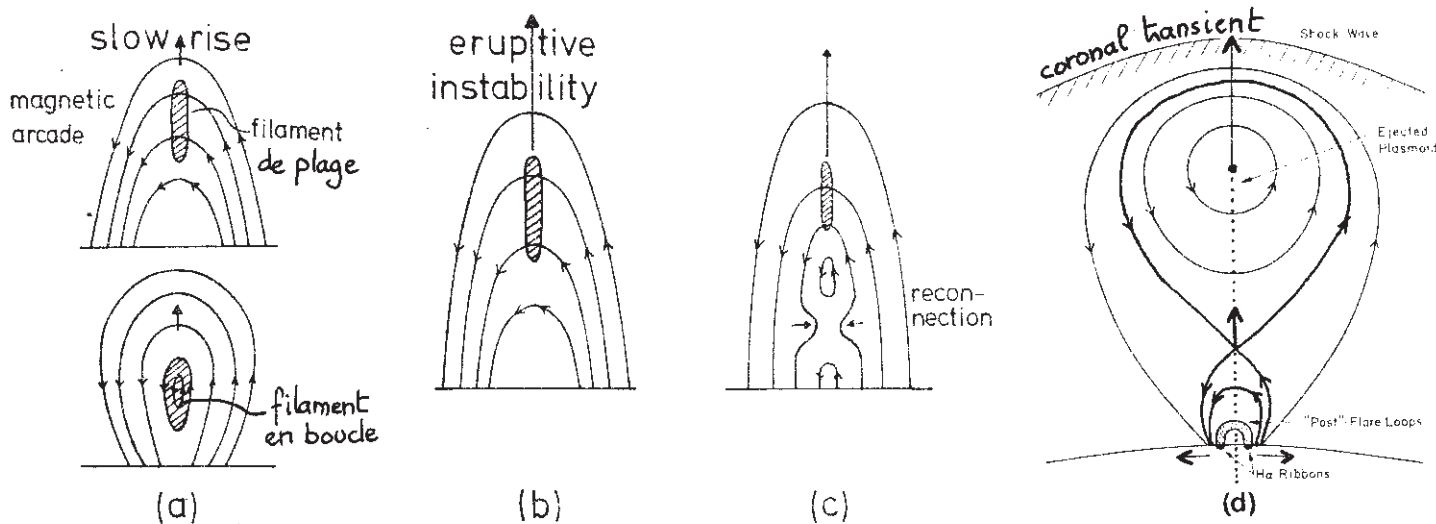 slow rise
magnetic
arcade
filament
de plage
filament
en boucle
(a)
eruptive
instability
(b)
recon-
nection
(c)
coronal transient
Shock Wave
Ejected
Plasmoid
"Post"-Flare Loops
Hα Ribbons
(d)